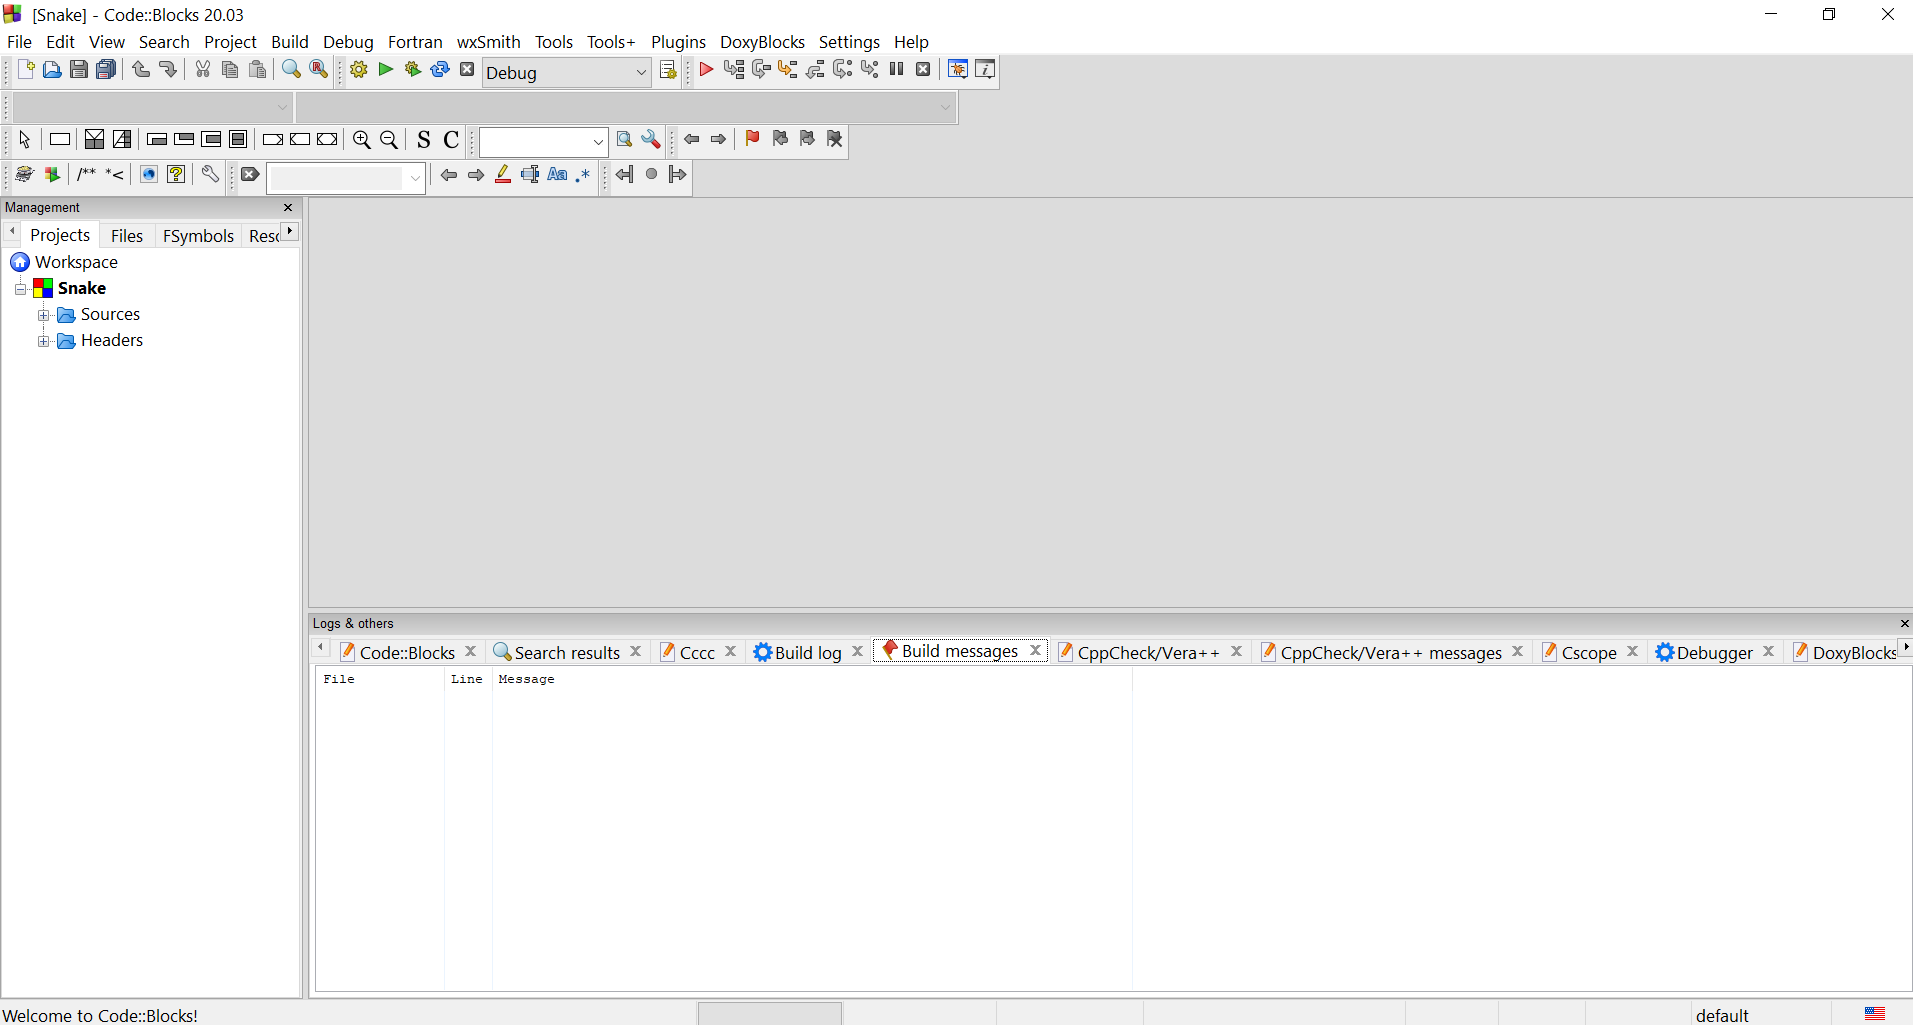 [Snake] - Code::Blocks 20.03
File Edit View Search Project Build Debug Fortran wxSmith Tools Tools+ Plugins DoxyBlocks Settings Help
Debug
S C
/** *<
Aa .*
Management
Projects Files FSymbols Resc
Workspace
Snake
Sources
Headers
Logs & others
Code::Blocks Search results Cccc Build log Build messages CppCheck/Vera++ CppCheck/Vera++ messages Cscope Debugger DoxyBlocks
File Line Message
Welcome to Code::Blocks! default